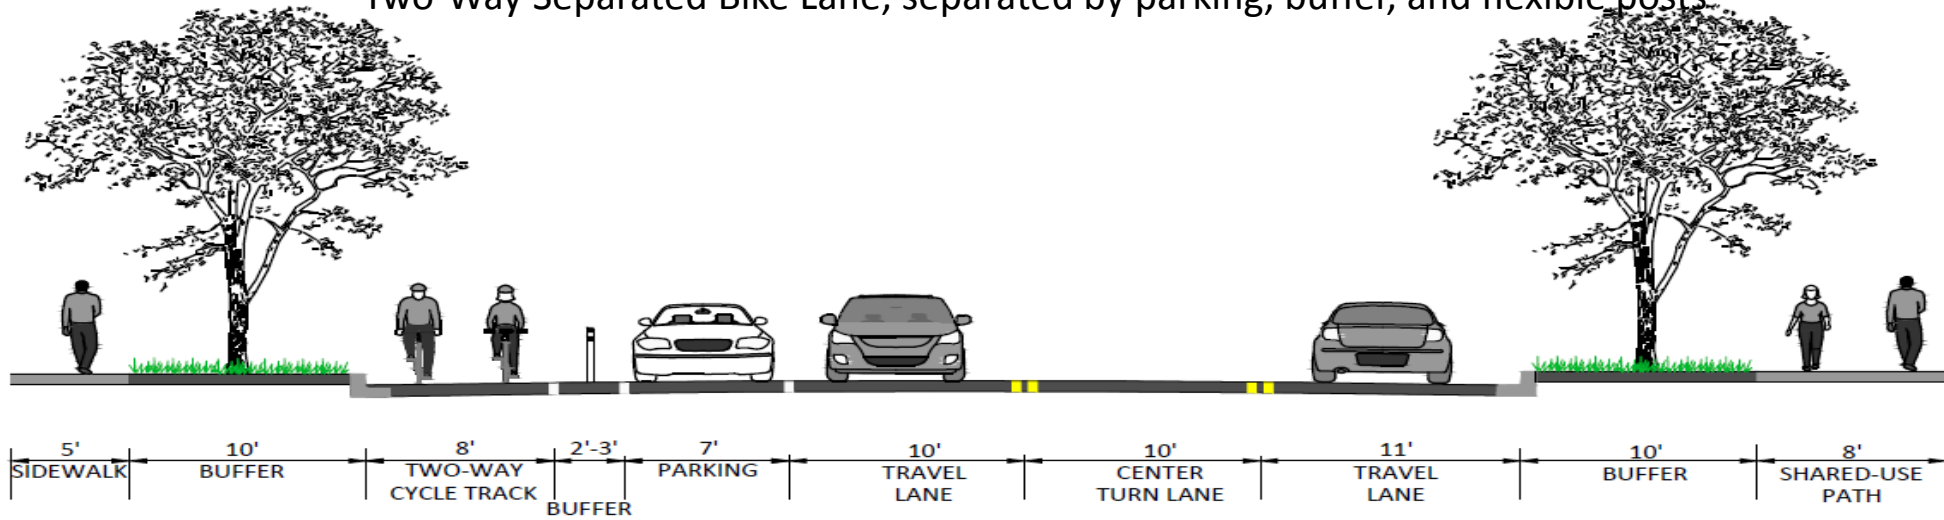 Two-Way Separated Bike Lane, separated by parking, buffer, and flexible posts
5' 10' 8' 2'-3' 7' 10' 10' 11' 10' 8'
SIDEWALK BUFFER TWO-WAY PARKING TRAVEL CENTER TRAVEL BUFFER SHARED-USE
CYCLE TRACK LANE TURN LANE LANE PATH
BUFFER